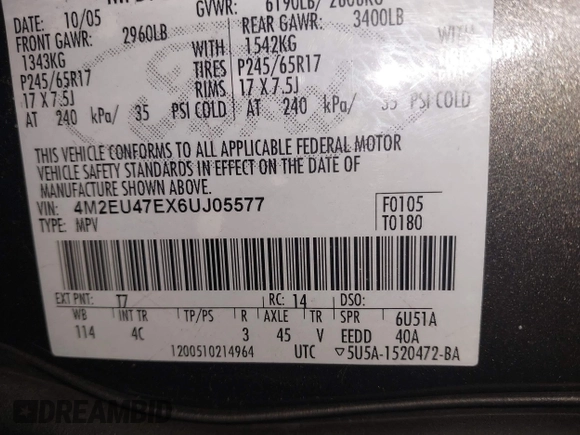 DATE: 10/05 GVWR: 6190LB/ 2808KG
FRONT GAWR: 2960LB REAR GAWR: 3400LB
1343KG WITH 1542KG WITH
P245/65R17 TIRES P245/65R17
17 X 7.5J RIMS 17 X 7.5J
AT 240 kPa/ 35 PSI COLD AT 240 kPa/ 35 PSI COLD
THIS VEHICLE CONFORMS TO ALL APPLICABLE FEDERAL MOTOR
VEHICLE SAFETY STANDARDS IN EFFECT ON THE DATE OF
MANUFACTURE SHOWN ABOVE.
VIN: 4M2EU47EX6UJ05577 F0105
TYPE: MPV T0180
EXT PNT: T7 RC: 14 DSO:
WB INT TR TP/PS R AXLE TR SPR 6U51A
114 4C 3 45 V EEDD 40A
1200510214964 UTC ▽5U5A-1520472-BA
DREAMBID